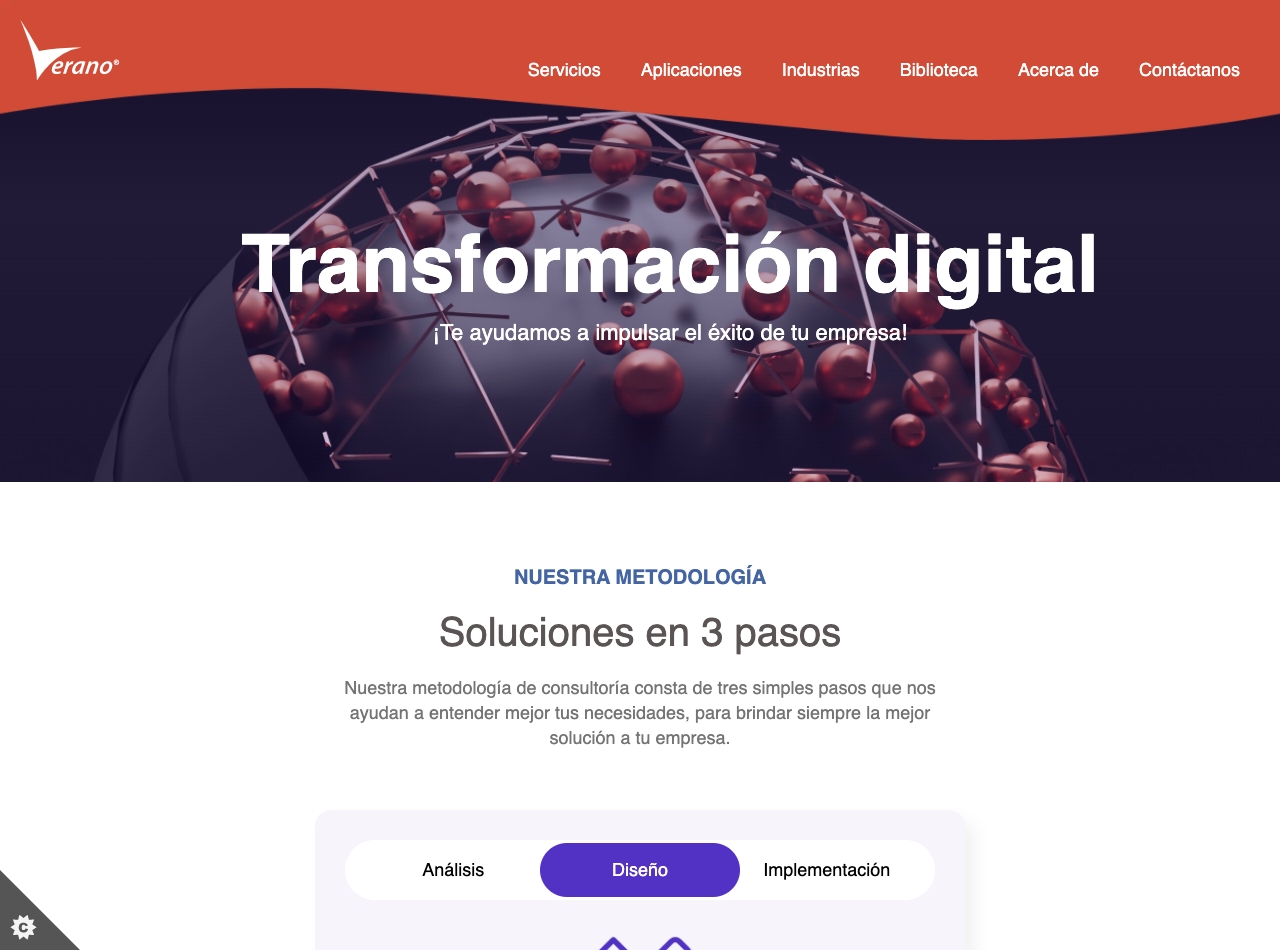 Verano®
Servicios
Aplicaciones
Industrias
Biblioteca
Acerca de
Contáctanos
Transformación digital
¡Te ayudamos a impulsar el éxito de tu empresa!
NUESTRA METODOLOGÍA
Soluciones en 3 pasos
Nuestra metodología de consultoría consta de tres simples pasos que nos
ayudan a entender mejor tus necesidades, para brindar siempre la mejor
solución a tu empresa.
Análisis
Diseño
Implementación
C